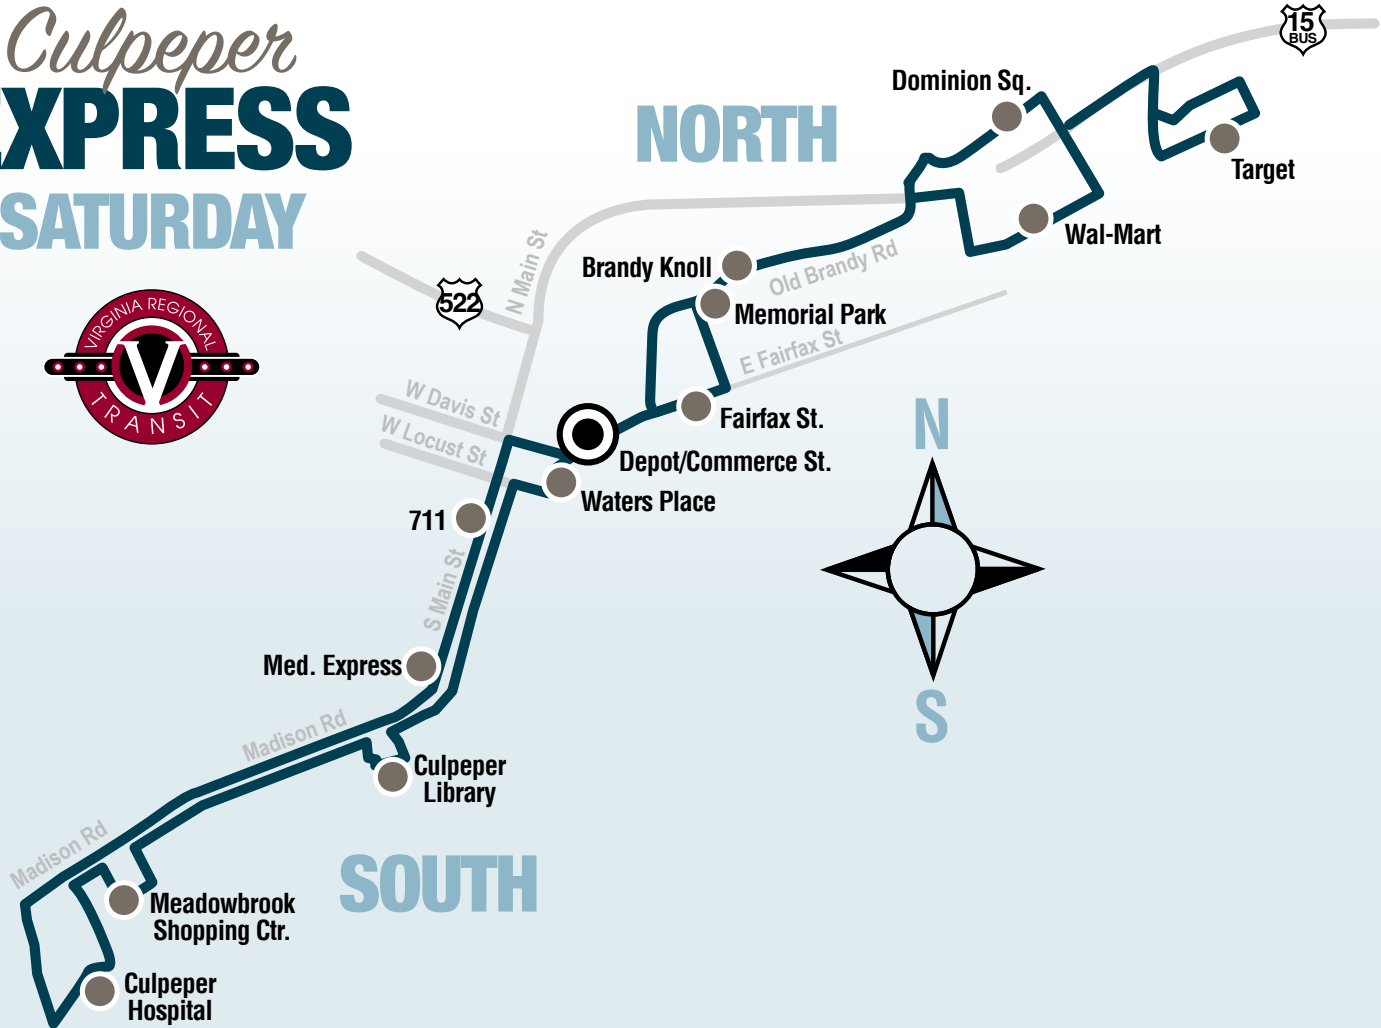 Culpeper
EXPRESS
SATURDAY
VIRGINIA REGIONAL
V
TRANSIT
NORTH
15
BUS
Dominion Sq.
Target
Wal-Mart
N Main St
522
Brandy Knoll
Old Brandy Rd
Memorial Park
E Fairfax St
W Davis St
W Locust St
Fairfax St.
Depot/Commerce St.
Waters Place
711
S Main St
N
S
Med. Express
Madison Rd
Culpeper
Library
Madison Rd
SOUTH
Meadowbrook
Shopping Ctr.
Culpeper
Hospital